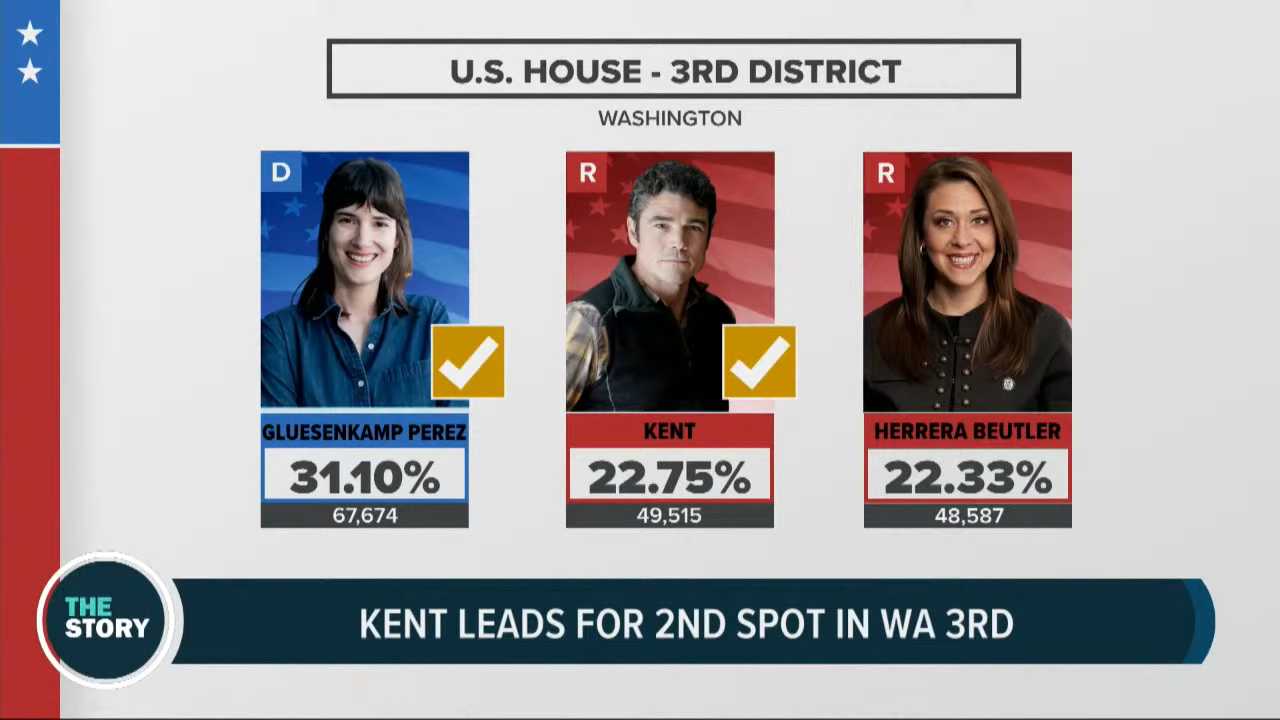 U.S. HOUSE - 3RD DISTRICT
WASHINGTON
D
R
R
GLUESENKAMP PEREZ
KENT
HERRERA BEUTLER
31.10%
22.75%
22.33%
67,674
49,515
48,587
THE
STORY
KENT LEADS FOR 2ND SPOT IN WA 3RD